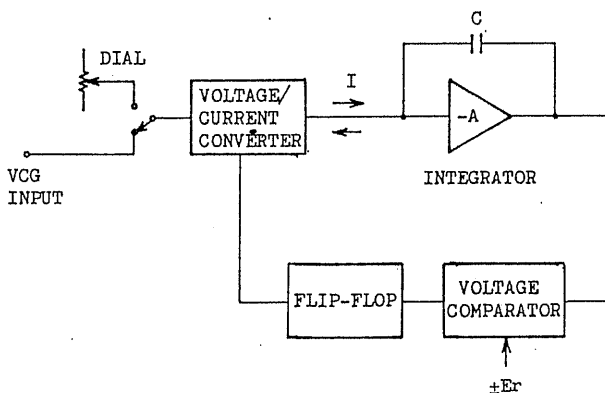 DIAL
VOLTAGE/
CURRENT
CONVERTER
I
C
-A
INTEGRATOR
VCG
INPUT
FLIP-FLOP
VOLTAGE
COMPARATOR
±Er